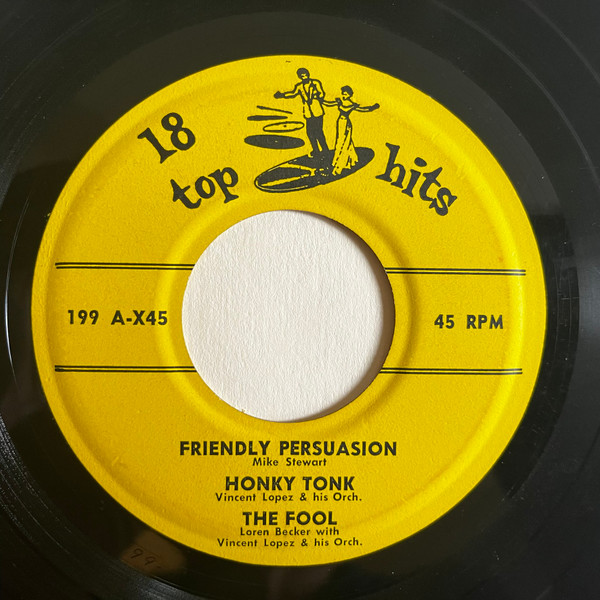 18
top hits
199 A-X45 45 RPM
FRIENDLY PERSUASION
Mike Stewart
HONKY TONK
Vincent Lopez & his Orch.
THE FOOL
Loren Becker with
Vincent Lopez & his Orch.